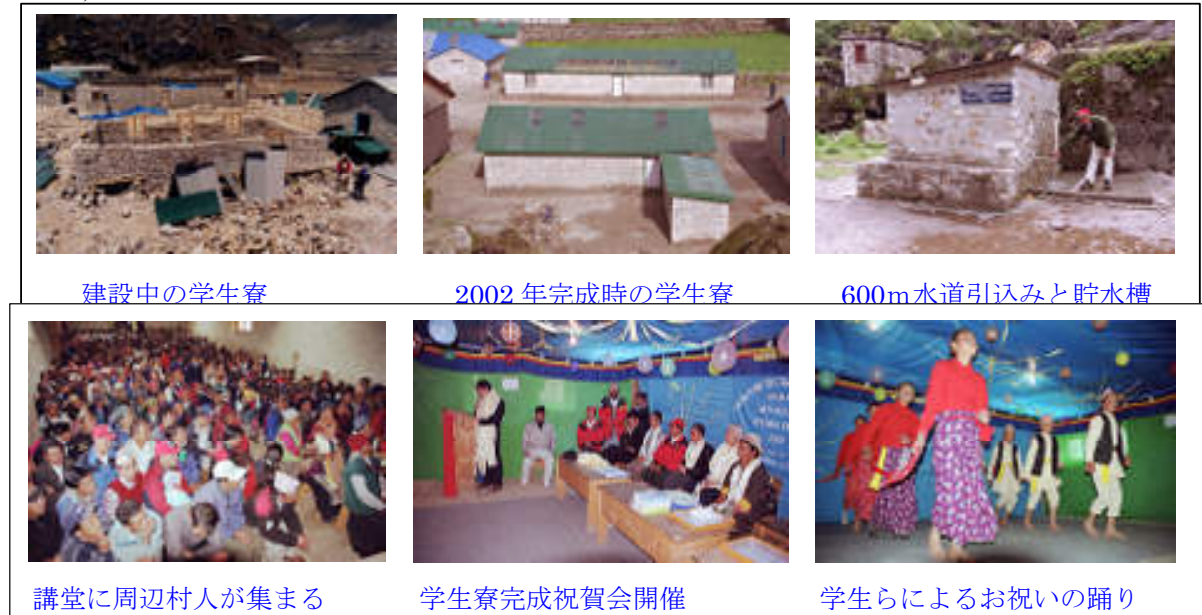 建設中の学生寮
2002 年完成時の学生寮
600ｍ水道引込みと貯水槽
講堂に周辺村人が集まる
学生寮完成祝賀会開催
学生らによるお祝いの踊り